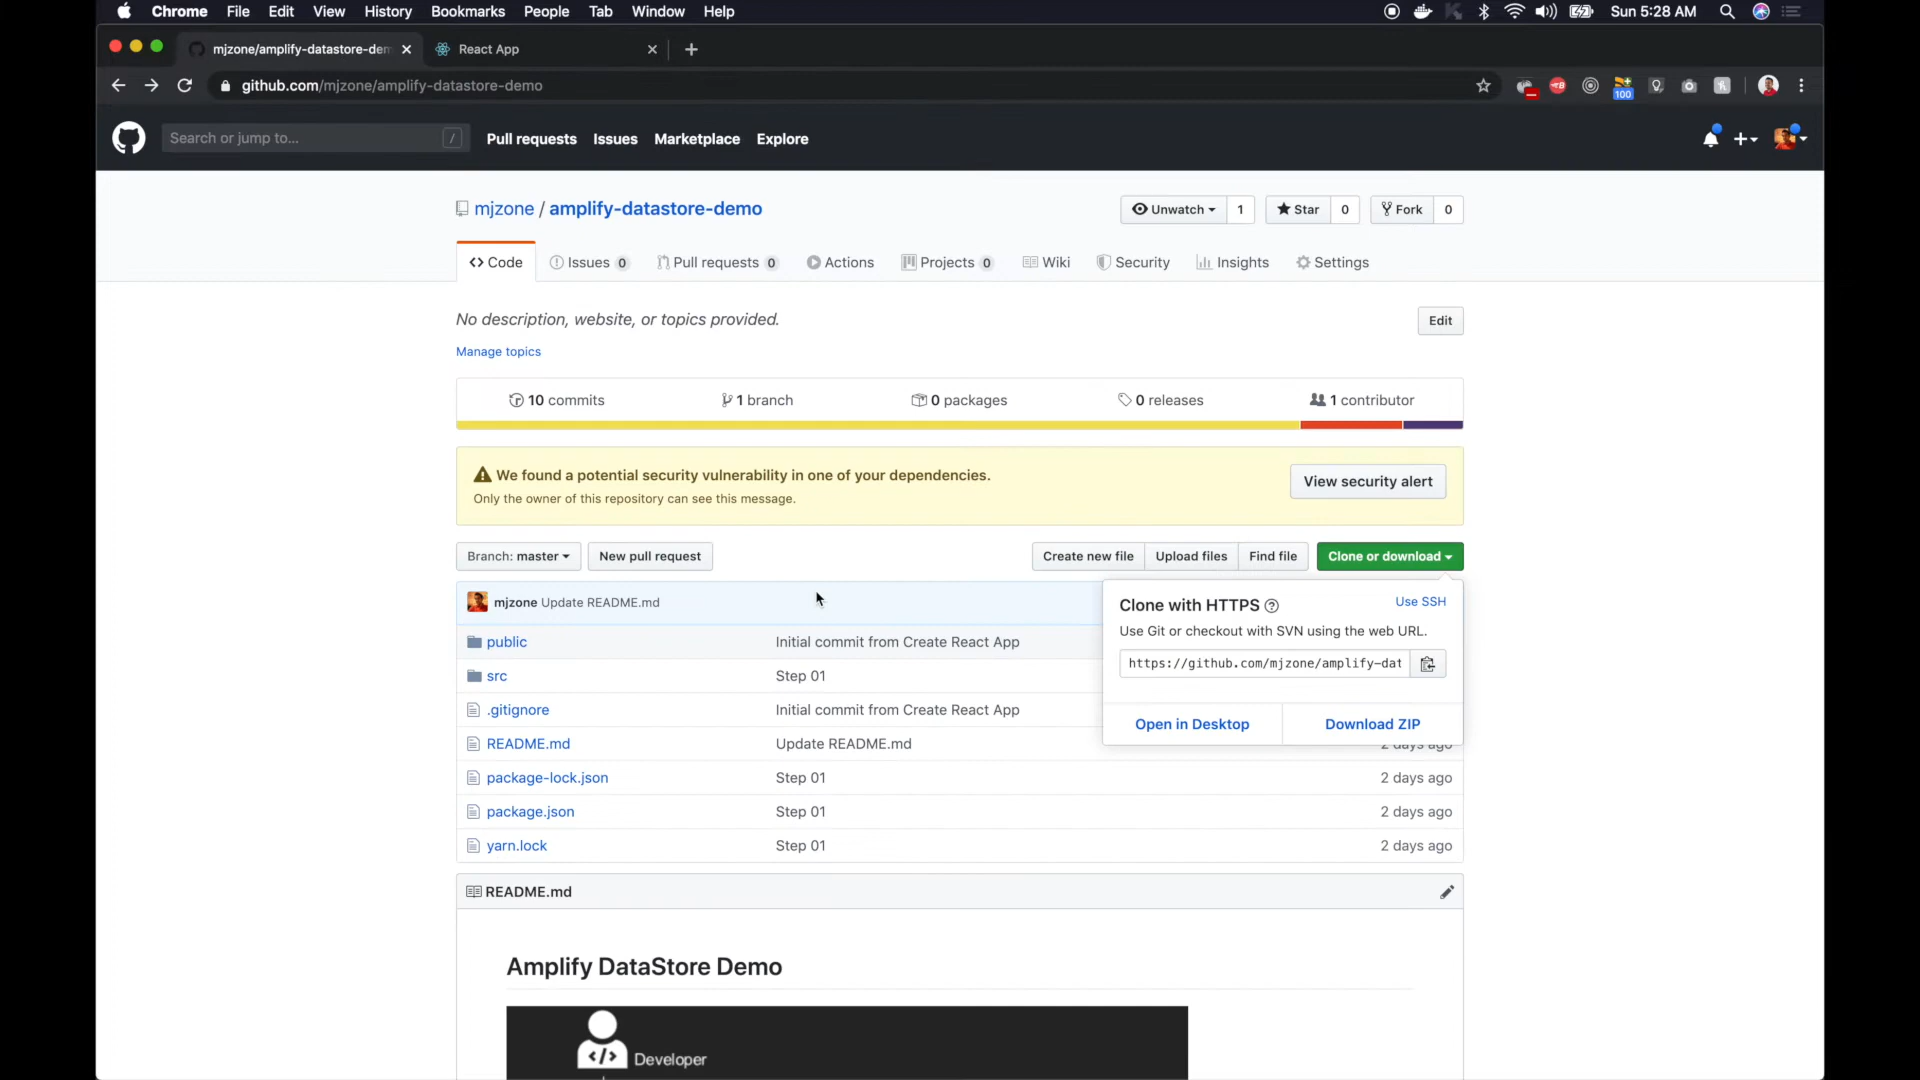 Chrome File Edit View History Bookmarks People Tab Window Help Sun 5:28 AM
mjzone/amplify-datastore-dem React App
github.com/mjzone/amplify-datastore-demo 100
Search or jump to... / Pull requests Issues Marketplace Explore
mjzone / amplify-datastore-demo Unwatch 1 Star 0 Fork 0
Code Issues 0 Pull requests 0 Actions Projects 0 Wiki Security Insights Settings
No description, website, or topics provided. Edit
Manage topics
10 commits 1 branch 0 packages 0 releases 1 contributor
We found a potential security vulnerability in one of your dependencies.
Only the owner of this repository can see this message.
View security alert
Branch: master New pull request Create new file Upload files Find file Clone or download
mjzone Update README.md
Clone with HTTPS Use SSH
Use Git or checkout with SVN using the web URL.
https://github.com/mjzone/amplify-dat
Open in Desktop Download ZIP
public Initial commit from Create React App
src Step 01
.gitignore Initial commit from Create React App
README.md Update README.md 2 days ago
package-lock.json Step 01 2 days ago
package.json Step 01 2 days ago
yarn.lock Step 01 2 days ago
README.md
Amplify DataStore Demo
</> Developer